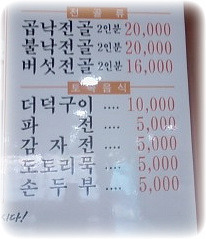 전골류
곱낙전골 2인분 20,000
불낙전골 2인분 20,000
버섯전골 2인분 16,000
토속음식
더덕구이 .... 10,000
파전 .... 5,000
감자전 .... 5,000
도토리묵 .... 5,000
손두부 .... 5,000
시다!